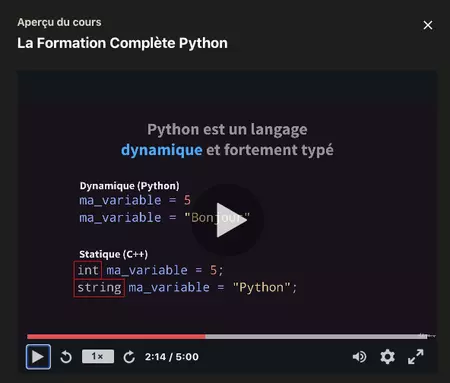 Aperçu du cours
La Formation Complète Python
Python est un langage
dynamique et fortement typé
Dynamique (Python)
ma_variable = 5
ma_variable = "Bonjour"
Statique (C++)
int ma_variable = 5;
string ma_variable = "Python";
1x
2:14 / 5:00